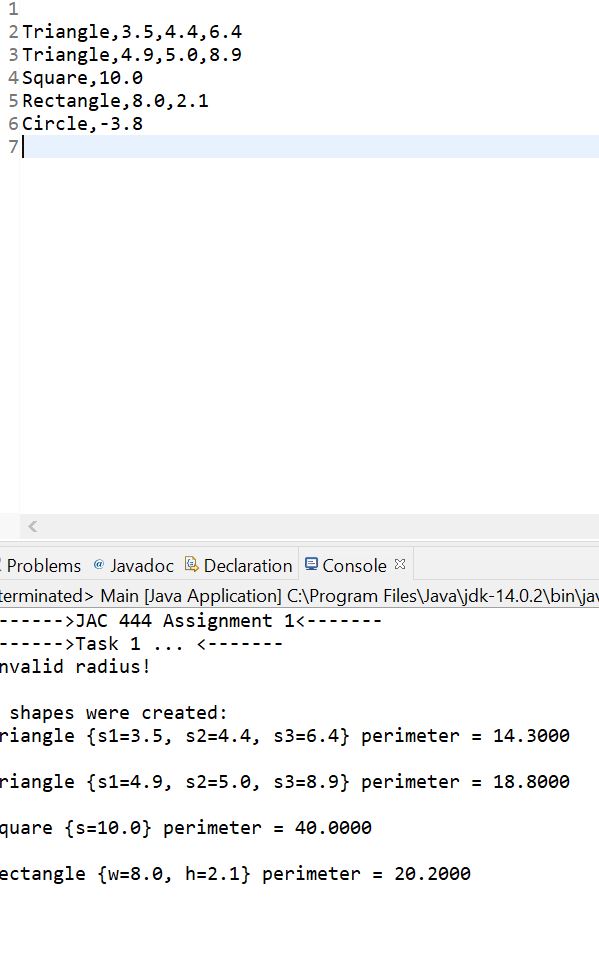 1
2 Triangle,3.5,4.4,6.4
3 Triangle,4.9,5.0,8.9
4 Square,10.0
5 Rectangle,8.0,2.1
6 Circle,-3.8
7
Problems @ Javadoc Declaration Console
terminated> Main [Java Application] C:\Program Files\Java\jdk-14.0.2\bin\jav
------>JAC 444 Assignment 1<-------
------>Task 1 ... <-------
nvalid radius!
shapes were created:
riangle {s1=3.5, s2=4.4, s3=6.4} perimeter = 14.3000
riangle {s1=4.9, s2=5.0, s3=8.9} perimeter = 18.8000
quare {s=10.0} perimeter = 40.0000
ectangle {w=8.0, h=2.1} perimeter = 20.2000